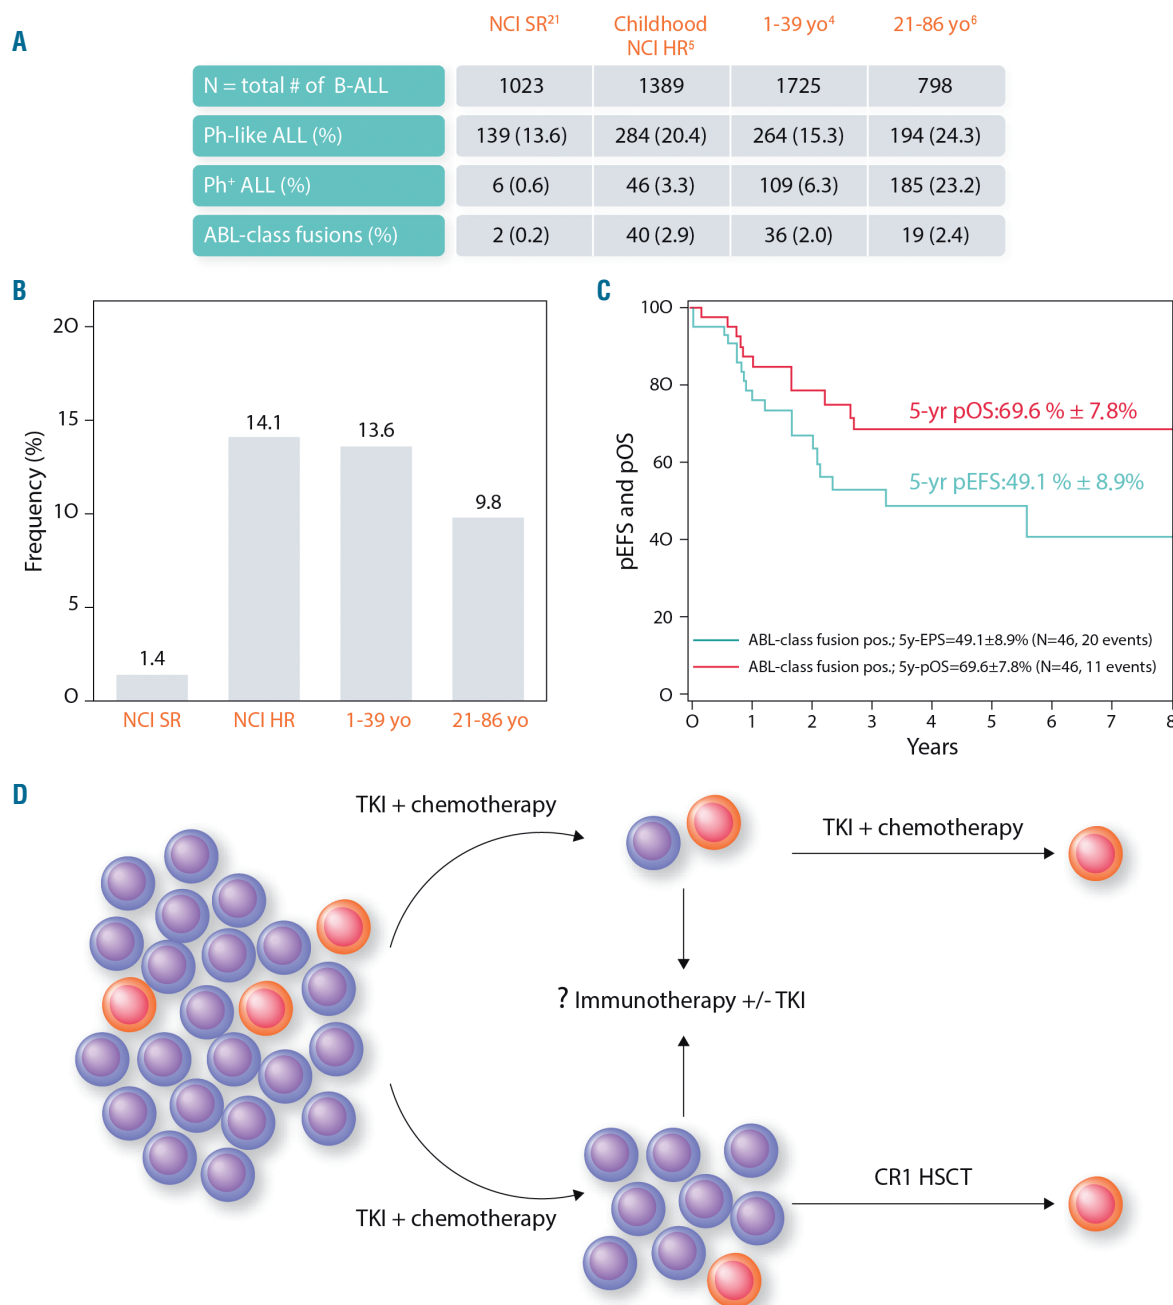 A
NCI SR²¹
Childhood
NCI HR⁵
1-39 yo⁴
21-86 yo⁶
N = total # of B-ALL
1023
1389
1725
798
Ph-like ALL (%)
139 (13.6)
284 (20.4)
264 (15.3)
194 (24.3)
Ph⁺ ALL (%)
6 (0.6)
46 (3.3)
109 (6.3)
185 (23.2)
ABL-class fusions (%)
2 (0.2)
40 (2.9)
36 (2.0)
19 (2.4)
B
Frequency (%)
20
15
10
5
0
1.4
14.1
13.6
9.8
NCI SR
NCI HR
1-39 yo
21-86 yo
C
pEFS and pOS
100
80
60
40
20
0
5-yr pOS:69.6 % ± 7.8%
5-yr pEFS:49.1 % ± 8.9%
ABL-class fusion pos.; 5y-EPS=49.1±8.9% (N=46, 20 events)
ABL-class fusion pos.; 5y-pOS=69.6±7.8% (N=46, 11 events)
0
1
2
3
4
5
6
7
8
Years
D
TKI + chemotherapy
TKI + chemotherapy
? Immunotherapy +/- TKI
CR1 HSCT
TKI + chemotherapy